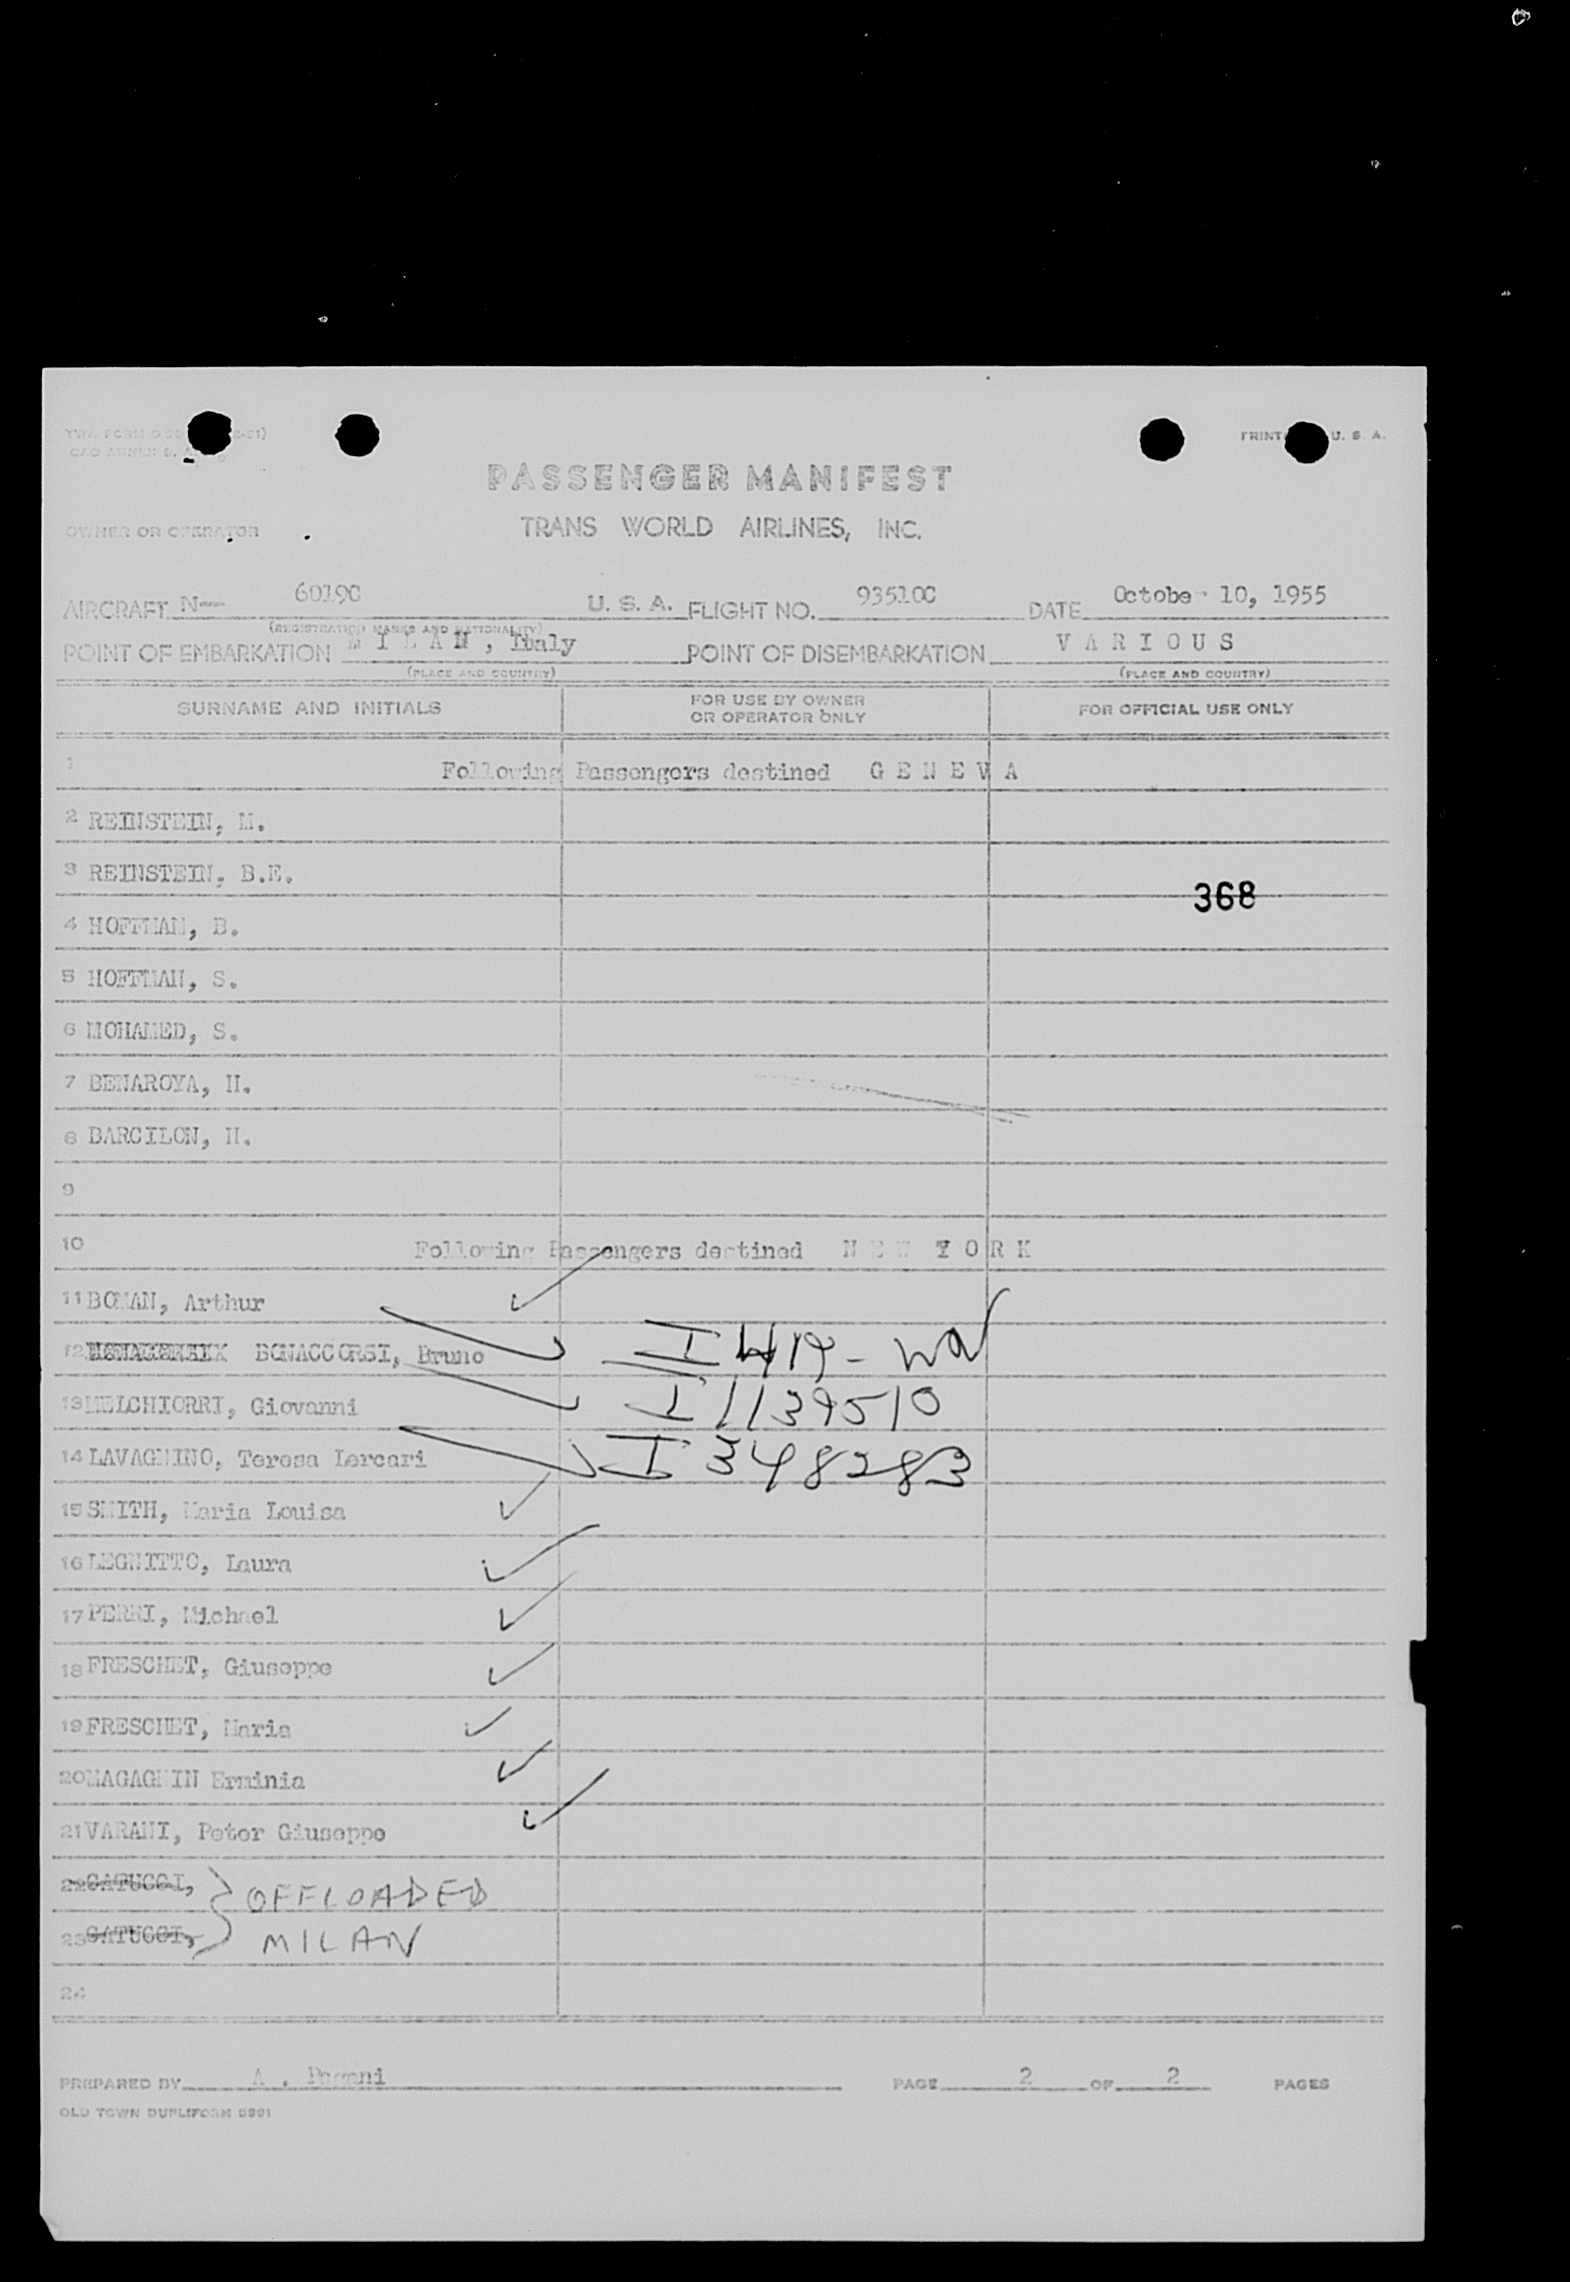 PRINT U. S. A.
PASSENGER MANIFEST
OWNER OR OPERATOR TRANS WORLD AIRLINES, INC.
AIRCRAFT N-- 6019C U. S. A. FLIGHT NO. 93510C DATE October 10, 1955
(REGISTRATION MARKS AND NATIONALITY)
POINT OF EMBARKATION M I L A N , Italy POINT OF DISEMBARKATION V A R I O U S
(PLACE AND COUNTRY) (PLACE AND COUNTRY)
SURNAME AND INITIALS FOR USE BY OWNER OR OPERATOR ONLY FOR OFFICIAL USE ONLY
1 Following Passengers destined G E N E V A
2 REINSTEIN, M.
3 REINSTEIN, B.E.
368
4 HOFFMAN, B.
5 HOFFMAN, S.
6 MOHAMED, S.
7 BENAROYA, H.
8 BARCILON, H.
9
10 Following Passengers destined N E W Y O R K
11 BOMAN, Arthur
12 BONACCORSI, Bruno I 419 -
13 MELCHIORRI, Giovanni I 1139510
14 LAVAGNINO, Teresa Lercari I 348283
15 SMITH, Maria Louisa
16 LEGNITTO, Laura
17 PERRI, Michael
18 FRESCHET, Giuseppe
19 FRESCHET, Maria
20 MAGAGNIN Erminia
21 VARANI, Peter Giuseppe
22 CATUCCI, OFFLOADED
23 CATUCCI, MILAN
24
PREPARED BY A . Pagani PAGE 2 OF 2 PAGES
OLD TOWN DUPLIFORM